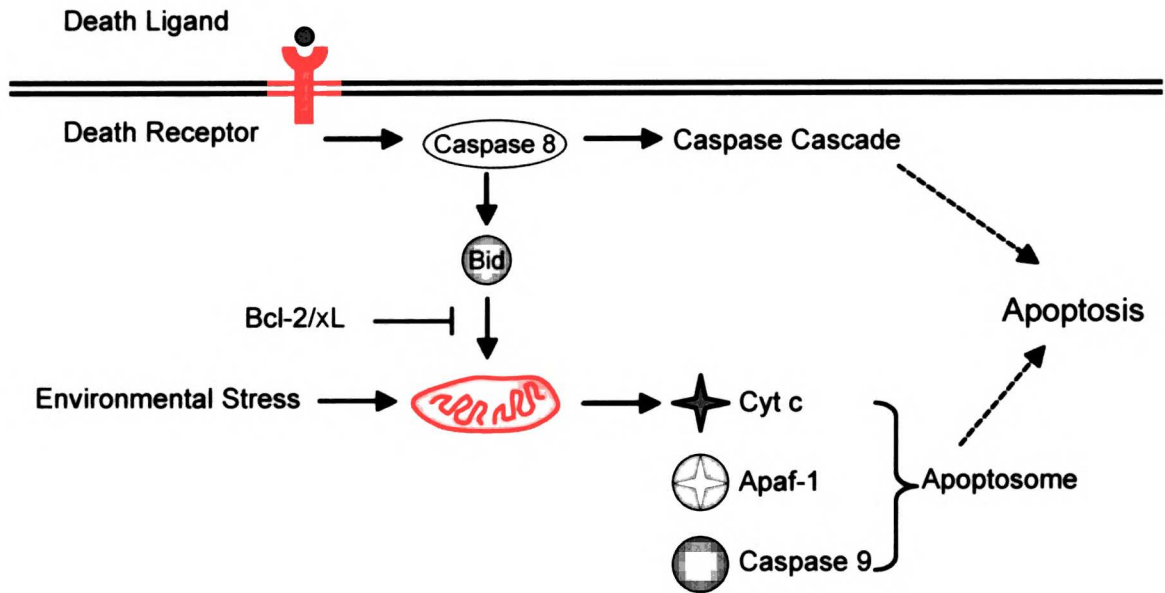 Death Ligand
Death Receptor
Caspase 8
Caspase Cascade
Bid
Bcl-2/xL
Apoptosis
Environmental Stress
Cyt c
Apaf-1
Apoptosome
Caspase 9